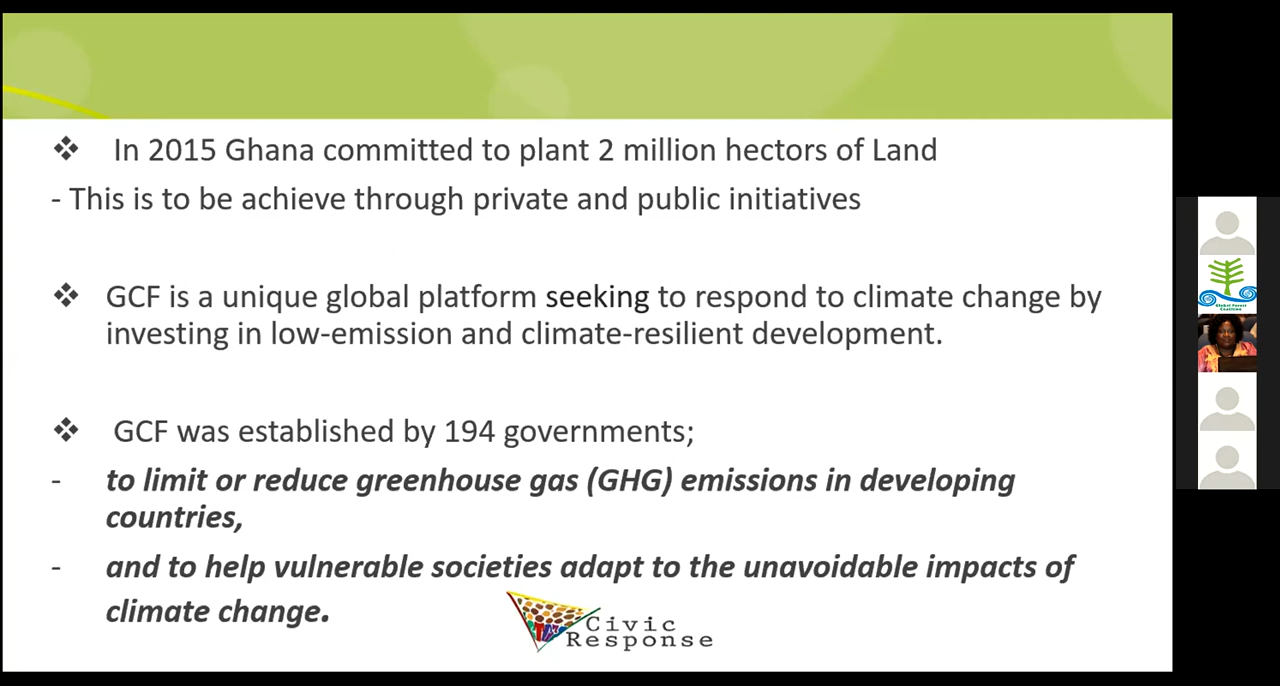 ❖ In 2015 Ghana committed to plant 2 million hectors of Land
- This is to be achieve through private and public initiatives
❖ GCF is a unique global platform seeking to respond to climate change by
investing in low-emission and climate-resilient development.
❖ GCF was established by 194 governments;
- to limit or reduce greenhouse gas (GHG) emissions in developing
countries,
- and to help vulnerable societies adapt to the unavoidable impacts of
climate change.
Civic
Response
Global Forest
Coalition